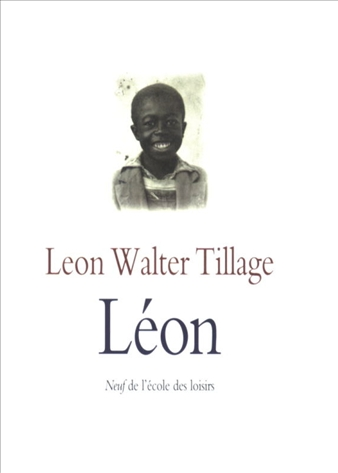 Leon Walter Tillage
Léon
Neuf de l'école des loisirs